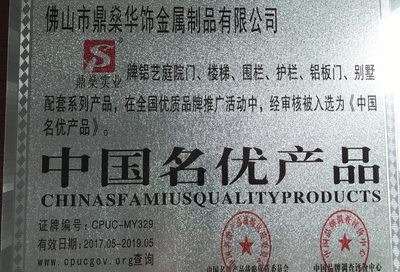 佛山市鼎燊华饰金属制品有限公司
鼎燊实业
牌铝艺庭院门、楼梯、围栏、护栏、铝板门、别墅
配套系列产品，在全国优质品牌推广活动中，经审核被入选为《中国
名优产品》。
中国名优产品
CHINASFAMIUSQUALITYPRODUCTS
证牌编号：CPUC-MY329
有效日期：2017.05-2019.05
www.cpucgov.org查询